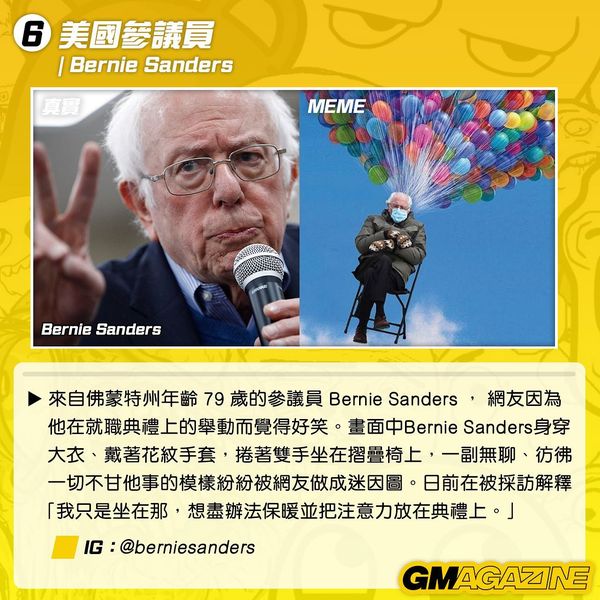 6 美國參議員
| Bernie Sanders
真實
MEME
Bernie Sanders
▶ 來自佛蒙特州年齡 79 歲的參議員 Bernie Sanders ， 網友因為
他在就職典禮上的舉動而覺得好笑。畫面中Bernie Sanders身穿
大衣、戴著花紋手套，捲著雙手坐在摺疊椅上，一副無聊、彷彿
一切不甘他事的模樣紛紛被網友做成迷因圖。日前在被採訪解釋
「我只是坐在那，想盡辦法保暖並把注意力放在典禮上。」
IG：@berniesanders
GMAGAZINE